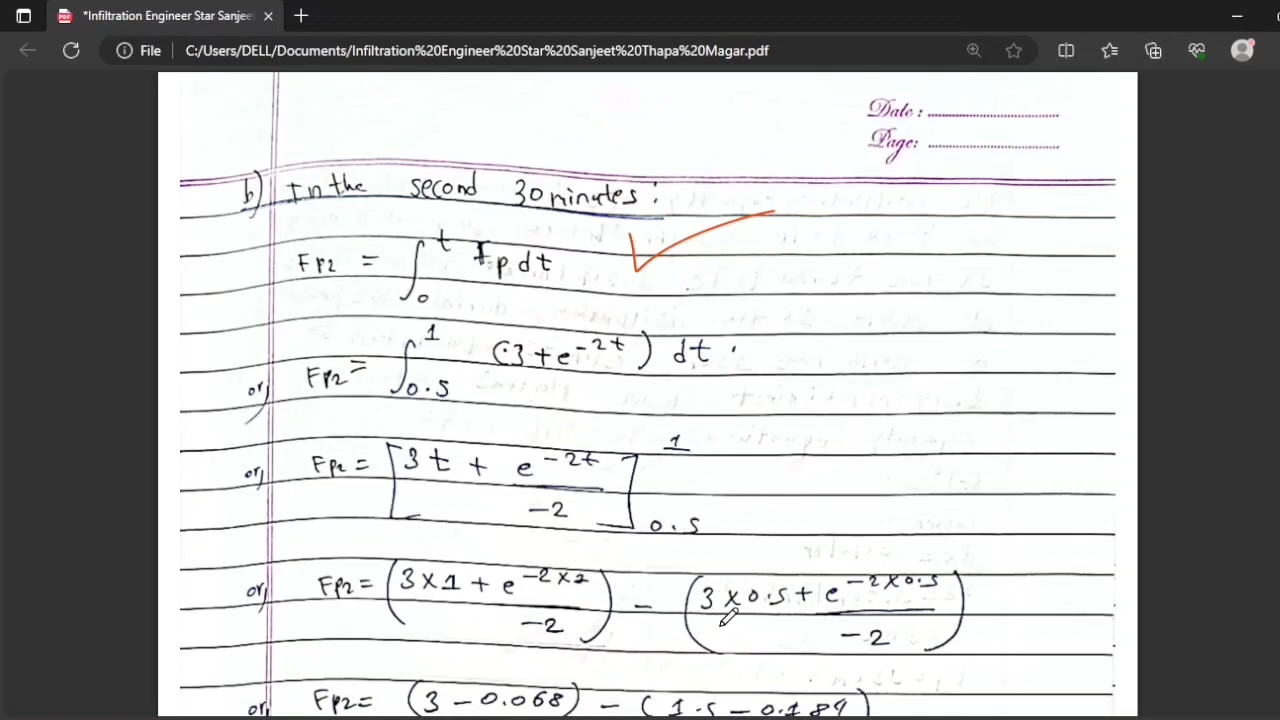 *Infiltration Engineer Star Sanjee
File
C:/Users/DELL/Documents/Infiltration%20Engineer%20Star%20Sanjeet%20Thapa%20Magar.pdf
Date :
Page:
b) In the second 30 minutes :
Fp2 = ∫₀ᵗ fp dt
or, Fp2 = ∫₀.₅¹ (3 + e^-2t) dt .
or, Fp2 = [3t + e^-2t / -2]₀.₅¹
or, Fp2 = (3 x 1 + e^-2x1 / -2) - (3 x 0.5 + e^-2x0.5 / -2)
or, Fp2 = (3 - 0.068) - (1.5 - 0.184)